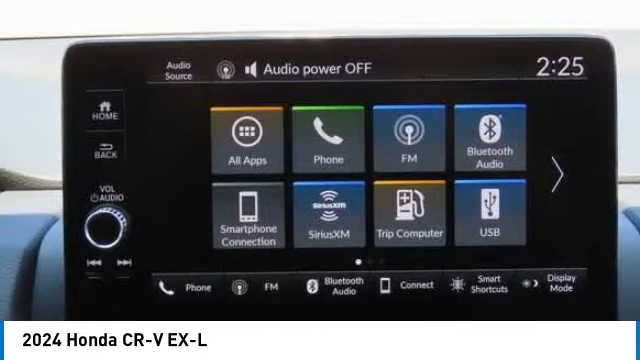 Audio
Source
Audio power OFF
2:25
HOME
BACK
VOL
AUDIO
All Apps
Phone
FM
Bluetooth
Audio
Smartphone
Connection
SiriusXM
SiriusXM
Trip Computer
USB
Phone
FM
Bluetooth
Audio
Connect
Smart
Shortcuts
Display
Mode
2024 Honda CR-V EX-L